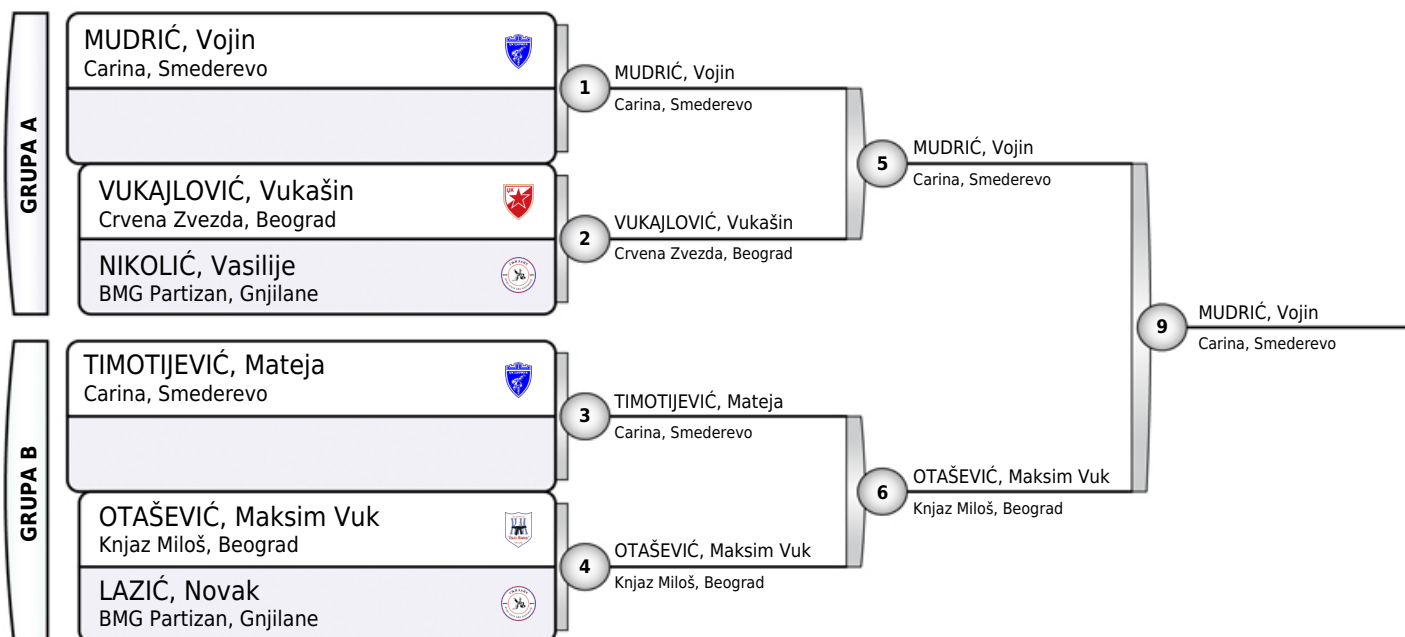 GRUPA A
MUDRIĆ, Vojin
Carina, Smederevo
VUKAJLOVIĆ, Vukašin
Crvena Zvezda, Beograd
NIKOLIĆ, Vasilije
BMG Partizan, Gnjilane
GRUPA B
TIMOTIJEVIĆ, Mateja
Carina, Smederevo
OTAŠEVIĆ, Maksim Vuk
Knjaz Miloš, Beograd
LAZIĆ, Novak
BMG Partizan, Gnjilane
1
MUDRIĆ, Vojin
Carina, Smederevo
2
VUKAJLOVIĆ, Vukašin
Crvena Zvezda, Beograd
3
TIMOTIJEVIĆ, Mateja
Carina, Smederevo
4
OTAŠEVIĆ, Maksim Vuk
Knjaz Miloš, Beograd
5
MUDRIĆ, Vojin
Carina, Smederevo
6
OTAŠEVIĆ, Maksim Vuk
Knjaz Miloš, Beograd
9
MUDRIĆ, Vojin
Carina, Smederevo